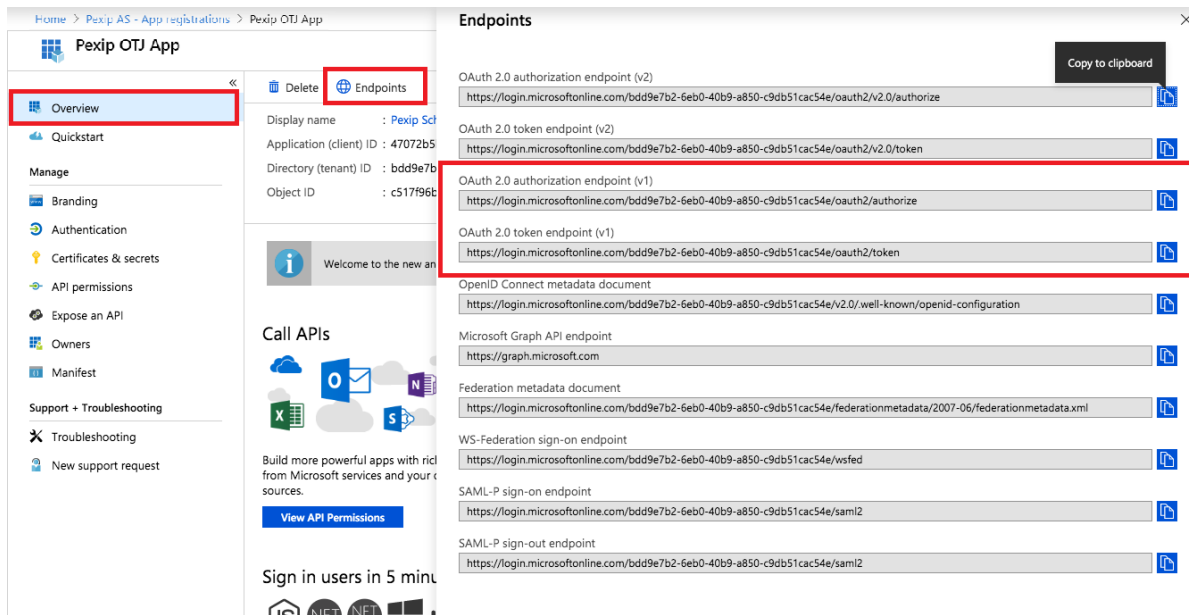 Home > Pexip AS - App registrations > Pexip OTJ App
Pexip OTJ App
«
Overview
Quickstart
Manage
Branding
Authentication
Certificates & secrets
API permissions
Expose an API
Owners
Manifest
Support + Troubleshooting
Troubleshooting
New support request
Delete
Endpoints
Display name : Pexip Sch
Application (client) ID : 47072b5
Directory (tenant) ID : bdd9e7b
Object ID : c517f96b
Welcome to the new an
Call APIs
Build more powerful apps with rich
from Microsoft services and your
sources.
View API Permissions
Sign in users in 5 minu
Endpoints
Copy to clipboard
OAuth 2.0 authorization endpoint (v2)
https://login.microsoftonline.com/bdd9e7b2-6eb0-40b9-a850-c9db51cac54e/oauth2/v2.0/authorize
OAuth 2.0 token endpoint (v2)
https://login.microsoftonline.com/bdd9e7b2-6eb0-40b9-a850-c9db51cac54e/oauth2/v2.0/token
OAuth 2.0 authorization endpoint (v1)
https://login.microsoftonline.com/bdd9e7b2-6eb0-40b9-a850-c9db51cac54e/oauth2/authorize
OAuth 2.0 token endpoint (v1)
https://login.microsoftonline.com/bdd9e7b2-6eb0-40b9-a850-c9db51cac54e/oauth2/token
OpenID Connect metadata document
https://login.microsoftonline.com/bdd9e7b2-6eb0-40b9-a850-c9db51cac54e/v2.0/.well-known/openid-configuration
Microsoft Graph API endpoint
https://graph.microsoft.com
Federation metadata document
https://login.microsoftonline.com/bdd9e7b2-6eb0-40b9-a850-c9db51cac54e/federationmetadata/2007-06/federationmetadata.xml
WS-Federation sign-on endpoint
https://login.microsoftonline.com/bdd9e7b2-6eb0-40b9-a850-c9db51cac54e/wsfed
SAML-P sign-on endpoint
https://login.microsoftonline.com/bdd9e7b2-6eb0-40b9-a850-c9db51cac54e/saml2
SAML-P sign-out endpoint
https://login.microsoftonline.com/bdd9e7b2-6eb0-40b9-a850-c9db51cac54e/saml2